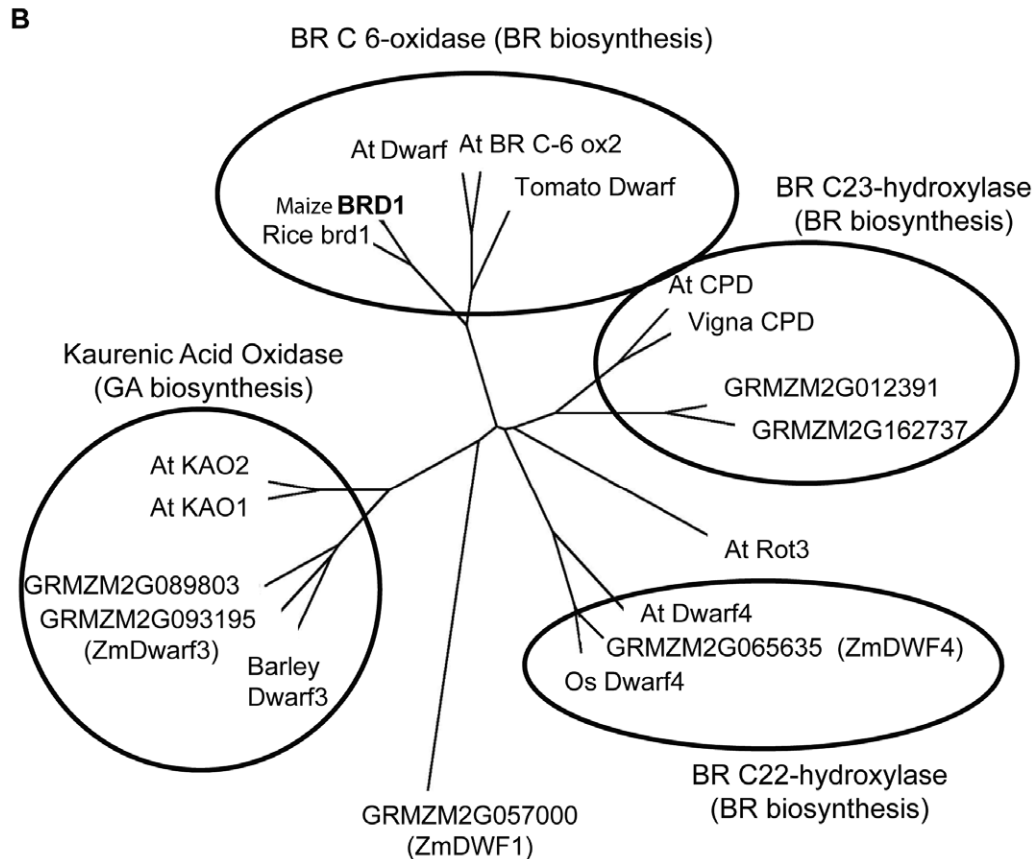 B
BR C 6-oxidase (BR biosynthesis)
At Dwarf
At BR C-6 ox2
Tomato Dwarf
Maize BRD1
Rice brd1
BR C23-hydroxylase
(BR biosynthesis)
At CPD
Vigna CPD
GRMZM2G012391
GRMZM2G162737
Kaurenic Acid Oxidase
(GA biosynthesis)
At KAO2
At KAO1
GRMZM2G089803
GRMZM2G093195
(ZmDwarf3)
Barley
Dwarf3
At Rot3
At Dwarf4
GRMZM2G065635 (ZmDWF4)
Os Dwarf4
BR C22-hydroxylase
(BR biosynthesis)
GRMZM2G057000
(ZmDWF1)